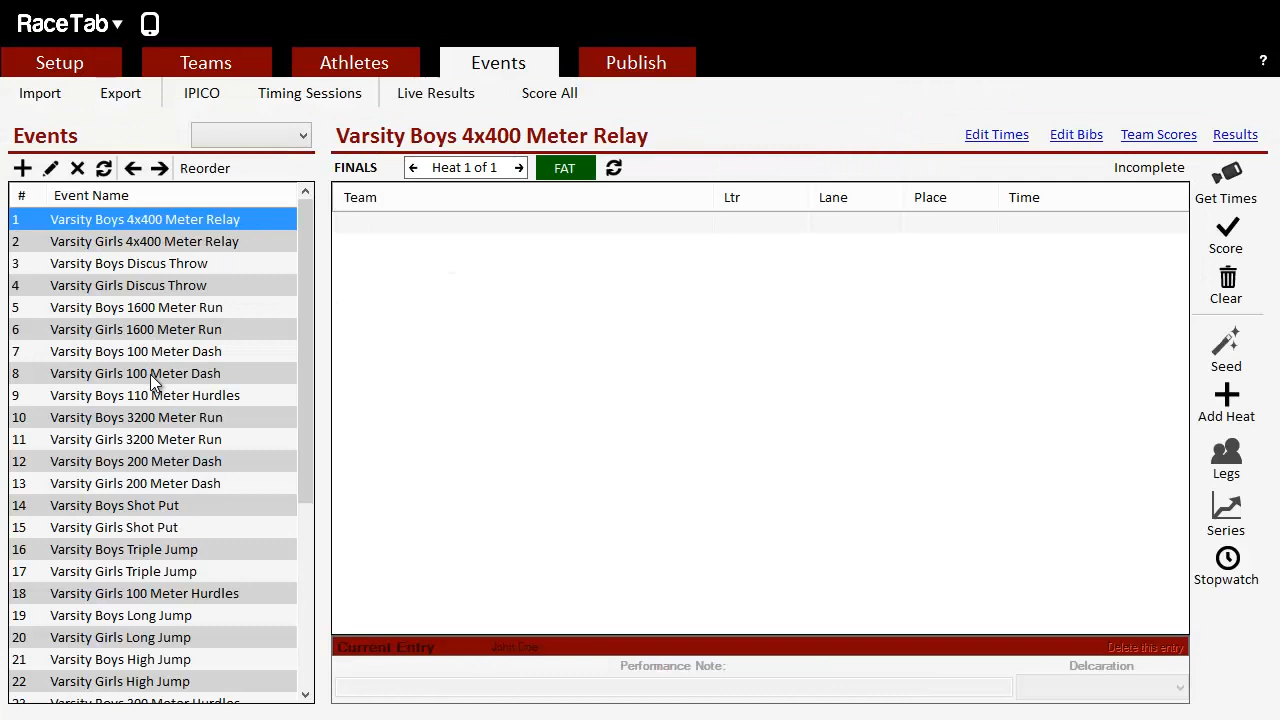 RaceTab
Setup Teams Athletes Events Publish ?
Import Export IPICO Timing Sessions Live Results Score All
Events
Varsity Boys 4x400 Meter Relay Edit Times Edit Bibs Team Scores Results
Reorder
FINALS Heat 1 of 1 FAT Incomplete
# Event Name
1 Varsity Boys 4x400 Meter Relay
2 Varsity Girls 4x400 Meter Relay
3 Varsity Boys Discus Throw
4 Varsity Girls Discus Throw
5 Varsity Boys 1600 Meter Run
6 Varsity Girls 1600 Meter Run
7 Varsity Boys 100 Meter Dash
8 Varsity Girls 100 Meter Dash
9 Varsity Boys 110 Meter Hurdles
10 Varsity Boys 3200 Meter Run
11 Varsity Girls 3200 Meter Run
12 Varsity Boys 200 Meter Dash
13 Varsity Girls 200 Meter Dash
14 Varsity Boys Shot Put
15 Varsity Girls Shot Put
16 Varsity Boys Triple Jump
17 Varsity Girls Triple Jump
18 Varsity Girls 100 Meter Hurdles
19 Varsity Boys Long Jump
20 Varsity Girls Long Jump
21 Varsity Boys High Jump
22 Varsity Girls High Jump
23 Varsity Boys 300 Meter Hurdles
Team Ltr Lane Place Time
Current Entry John Doe Delete this entry
Performance Note: Delcaration
Get Times
Score
Clear
Seed
Add Heat
Legs
Series
Stopwatch